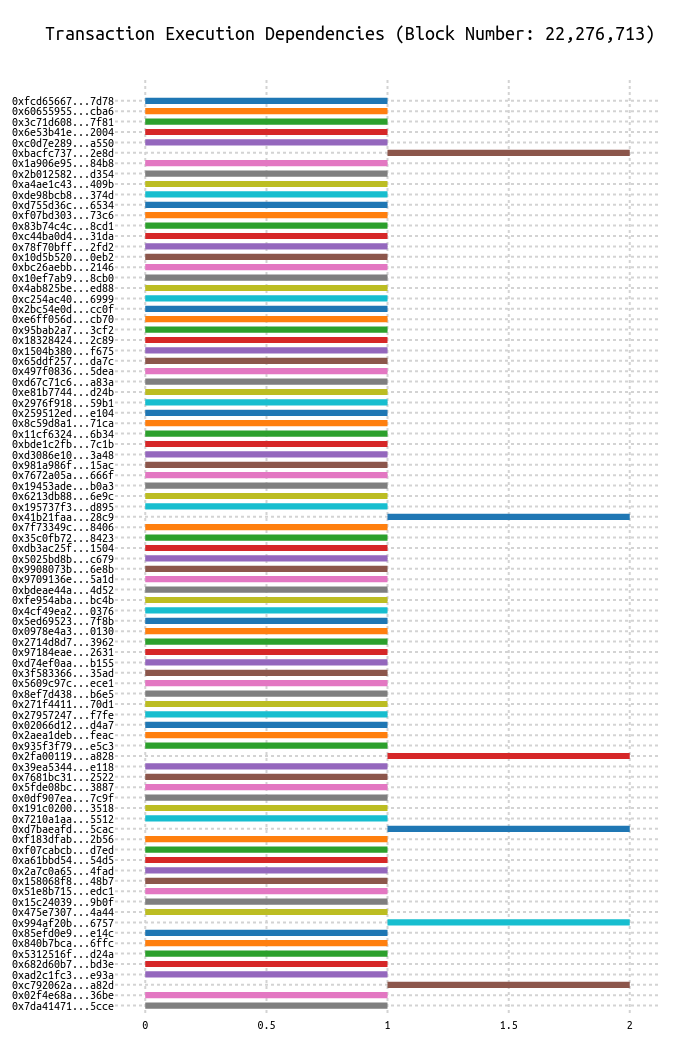 Transaction Execution Dependencies (Block Number: 22,276,713)
0xfcd65667...7d78
0x60655955...cba6
0x3c71d608...7f81
0x6e53b41e...2004
0xc0d7e289...a550
0xbacfc737...2e8d
0x1a906e95...84b8
0x2b012582...d354
0xa4ae1c43...409b
0xde98bcb8...374d
0xd755d36c...6534
0xf07bd303...73c6
0x83b74c4c...8cd1
0xc44ba0d4...31da
0x78f70bff...2fd2
0x10d5b520...0eb2
0xbc26aebb...2146
0x10ef7ab9...8cb0
0x4ab825be...ed88
0xc254ac40...6999
0x2bc54e0d...cc0f
0xe6ff056d...cb70
0x95bab2a7...3cf2
0x18328424...2c89
0x1504b380...f675
0x65ddf257...da7c
0x497f0836...5dea
0xd67c71c6...a83a
0xe81b7744...d24b
0x2976f918...59b1
0x259512ed...e104
0x8c59d8a1...71ca
0x11cf6324...6b34
0xbde1c2fb...7c1b
0xd3086e10...3a48
0x981a986f...15ac
0x7672a05a...666f
0x19453ade...b0a3
0x6213db88...6e9c
0x195737f3...d895
0x41b21faa...28c9
0x7f73349c...8406
0x35c0fb72...8423
0xdb3ac25f...1504
0x5025bd8b...c679
0x9908073b...6e8b
0x9709136e...5a1d
0xbdeae44a...4d52
0xfe954aba...bc4b
0x4cf49ea2...0376
0x5ed69523...7f8b
0x0978e4a3...0130
0x2714d8d7...3962
0x97184eae...2631
0xd74ef0aa...b155
0x3f583366...35ad
0x5609c97c...ece1
0x8ef7d438...b6e5
0x271f4411...70d1
0x27957247...f7fe
0x02066d12...d4a7
0x2aea1deb...feac
0x935f3f79...e5c3
0x2fa00119...a828
0x39ea5344...e118
0x7681bc31...2522
0x5fde08bc...3887
0x0df907ea...7c9f
0x191c0200...3518
0x7210a1aa...5512
0xd7baeafd...5cac
0xf183dfab...2b56
0xf07cabcb...d7ed
0xa61bbd54...54d5
0x2a7c0a65...4fad
0x158068f8...48b7
0x51e8b715...edc1
0x15c24039...9b0f
0x475e7307...4a44
0x994af20b...6757
0x85efd0e9...e14c
0x840b7bca...6ffc
0x5312516f...d24a
0x682d60b7...bd3e
0xad2c1fc3...e93a
0xc792062a...a82d
0x02f4e68a...36be
0x7da41471...5cce
0 0.5 1 1.5 2